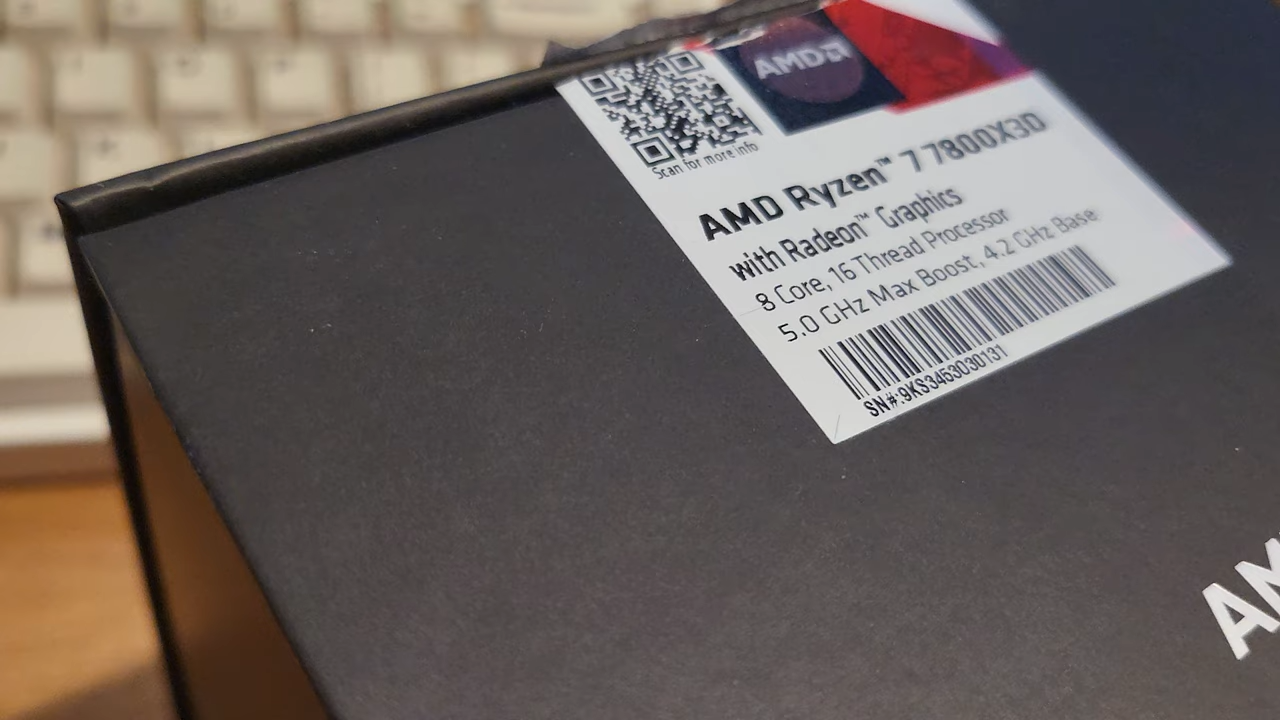 AMD
Scan for more info
AMD Ryzen™ 7 7800X3D
with Radeon™ Graphics
8 Core, 16 Thread Processor
5.0 GHz Max Boost, 4.2 GHz Base
SN#:9KS3453030131
AM